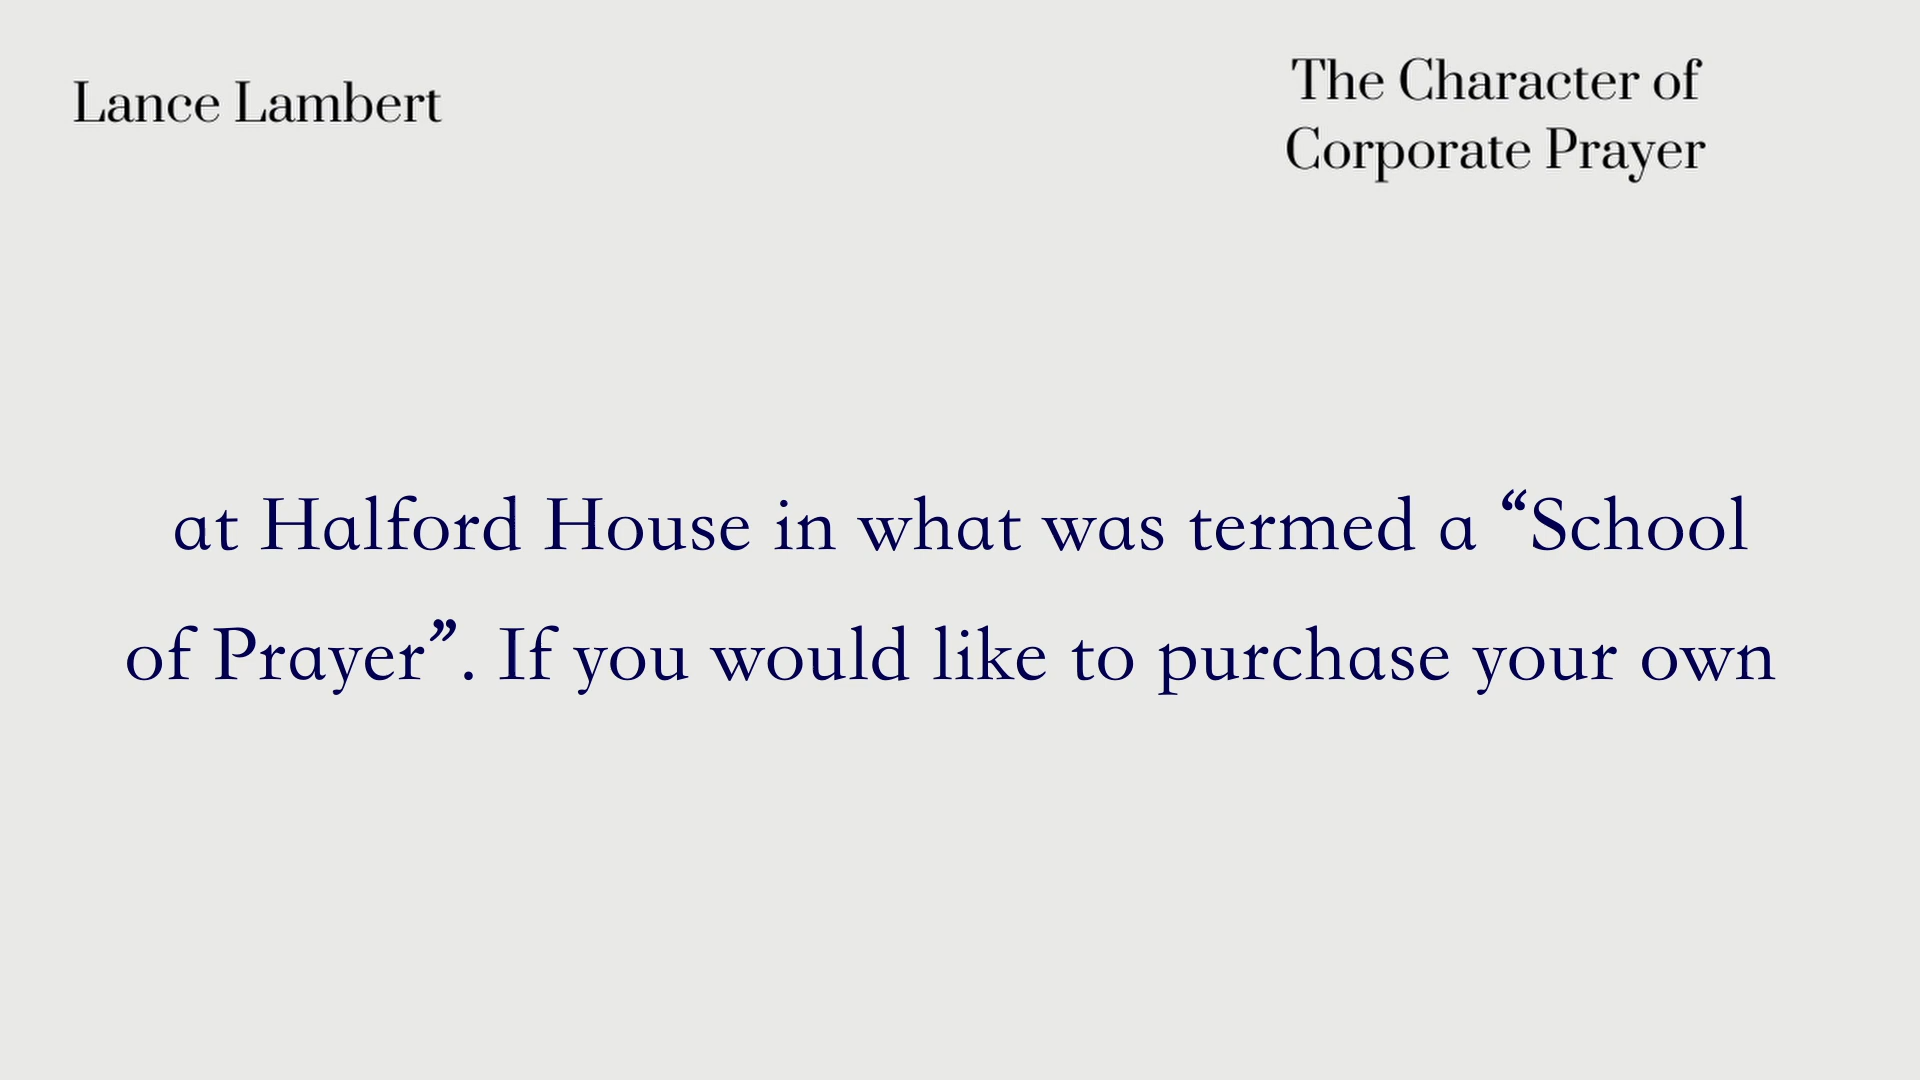 Lance Lambert
The Character of
Corporate Prayer
at Halford House in what was termed a “School
of Prayer”. If you would like to purchase your own